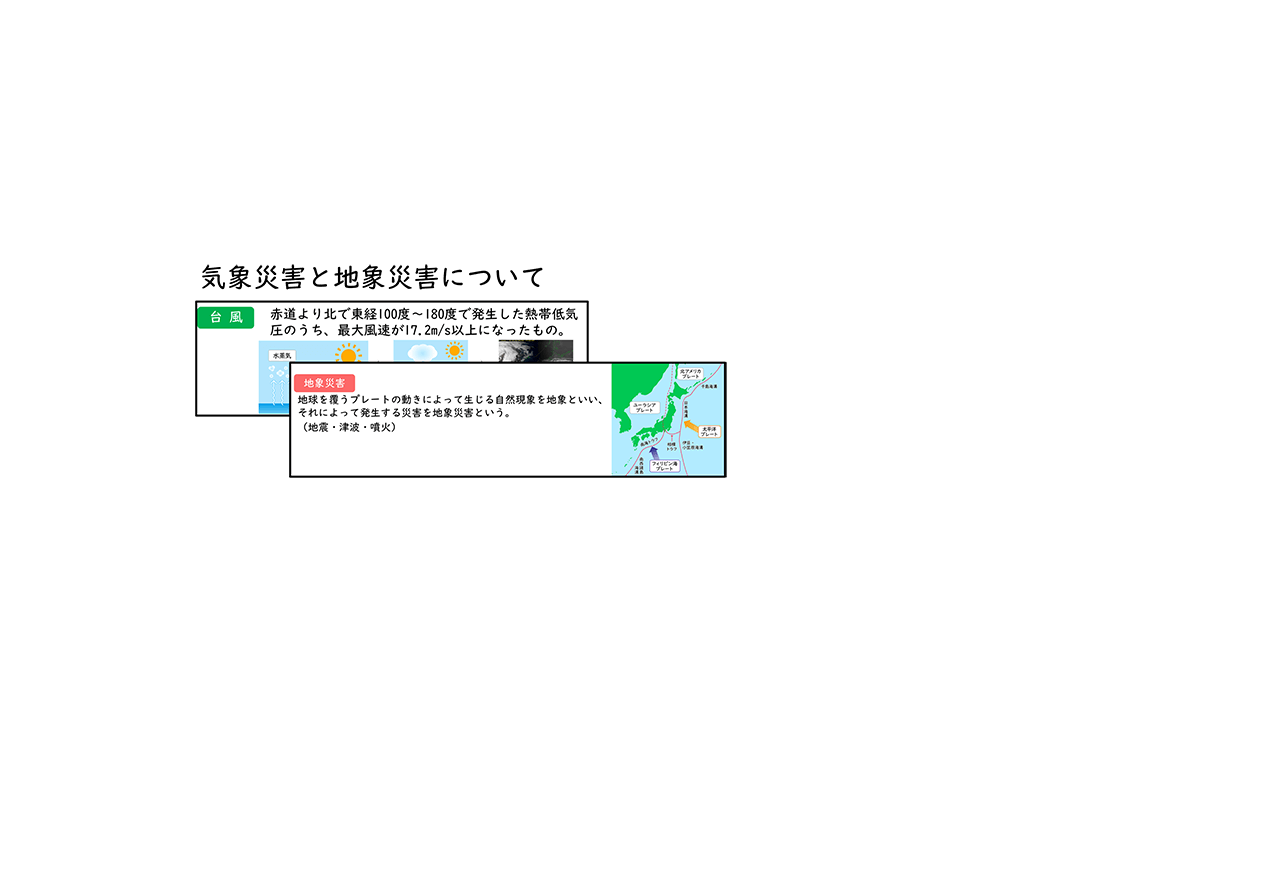 気象災害と地象災害について
台風
赤道より北で東経100度～180度で発生した熱帯低気
圧のうち、最大風速が17.2m/s以上になったもの。
水蒸気
地象災害
地球を覆うプレートの動きによって生じる自然現象を地象といい、
それによって発生する災害を地象災害という。
（地震・津波・噴火）
北アメリカ
プレート
千島海溝
ユーラシア
プレート
日本海溝
太平洋
プレート
南海トラフ
相模
トラフ
伊豆・
小笠原海溝
フィリピン海
プレート
南西諸島
海溝